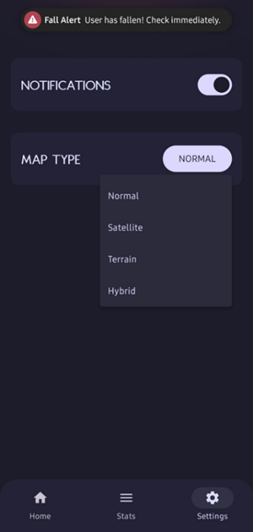 Fall Alert User has fallen! Check immediately.
NOTIFICATIONS
MAP TYPE NORMAL
Normal
Satellite
Terrain
Hybrid
Home Stats Settings